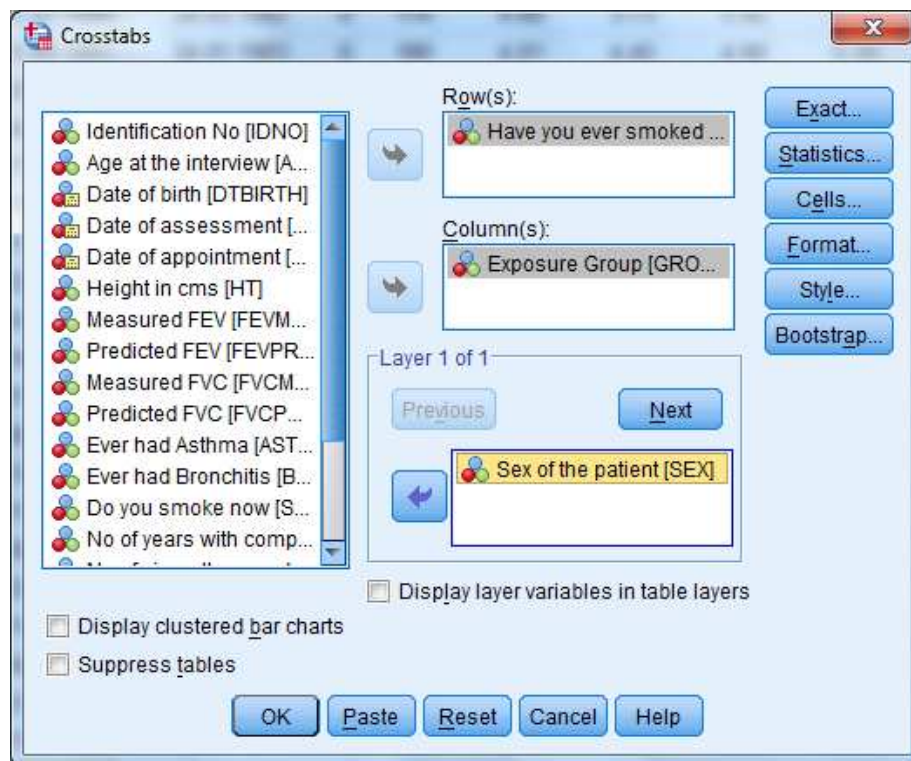 Crosstabs
Identification No [IDNO]
Age at the interview [A...
Date of birth [DTBIRTH]
Date of assessment [...
Date of appointment [...
Height in cms [HT]
Measured FEV [FEVM...
Predicted FEV [FEVPR...
Measured FVC [FVCM...
Predicted FVC [FVCP...
Ever had Asthma [AST...
Ever had Bronchitis [B...
Do you smoke now [S...
No of years with comp...
Row(s):
Have you ever smoked ...
Column(s):
Exposure Group [GRO...
Layer 1 of 1
Previous
Next
Sex of the patient [SEX]
Display layer variables in table layers
Exact...
Statistics...
Cells...
Format...
Style...
Bootstrap...
Display clustered bar charts
Suppress tables
OK Paste Reset Cancel Help